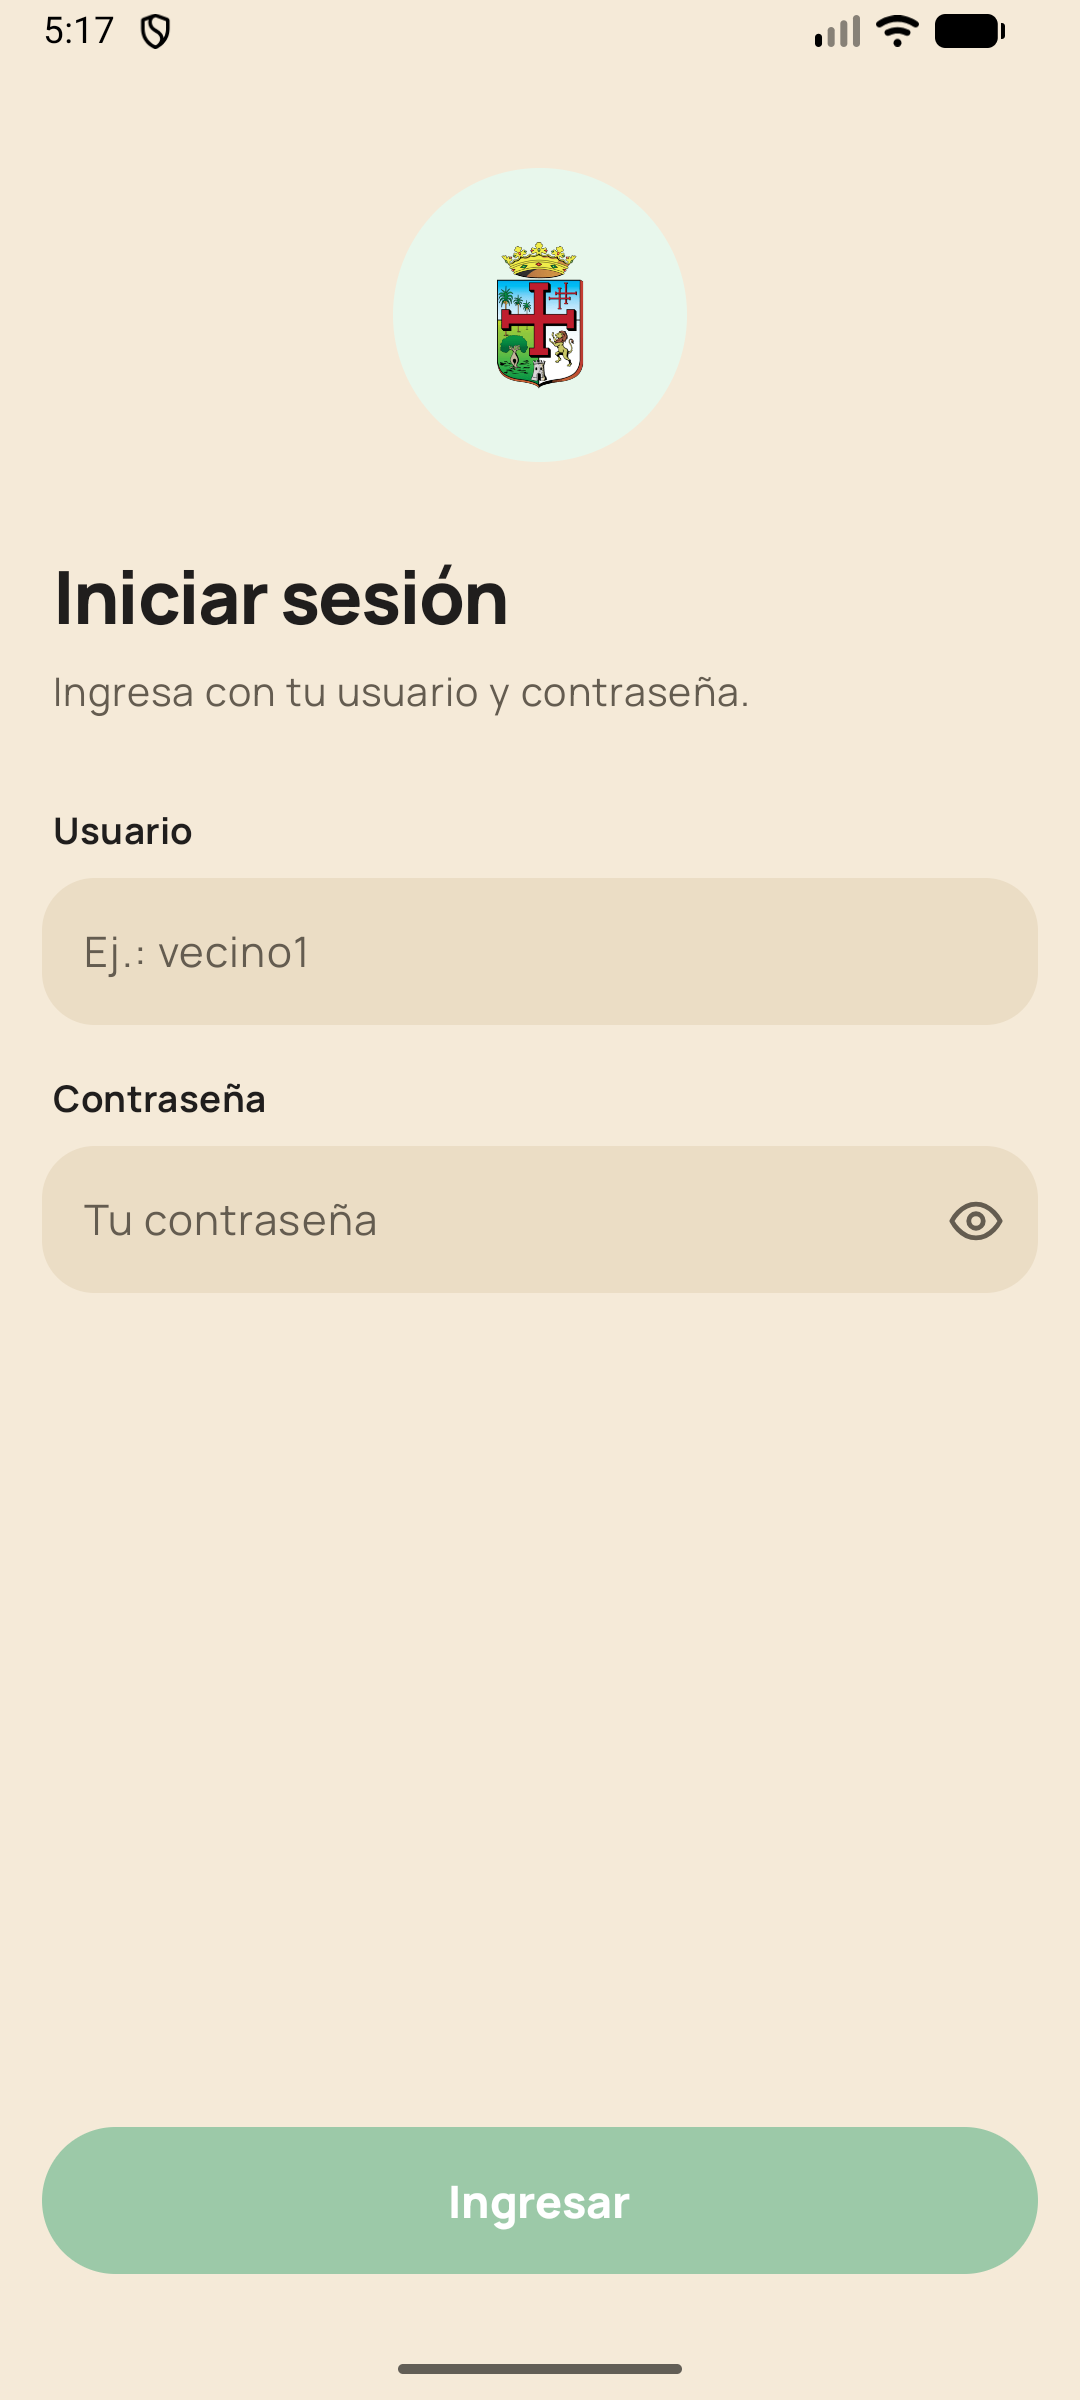 5:17
Iniciar sesión
Ingresa con tu usuario y contraseña.
Usuario
Ej.: vecino1
Contraseña
Tu contraseña
Ingresar